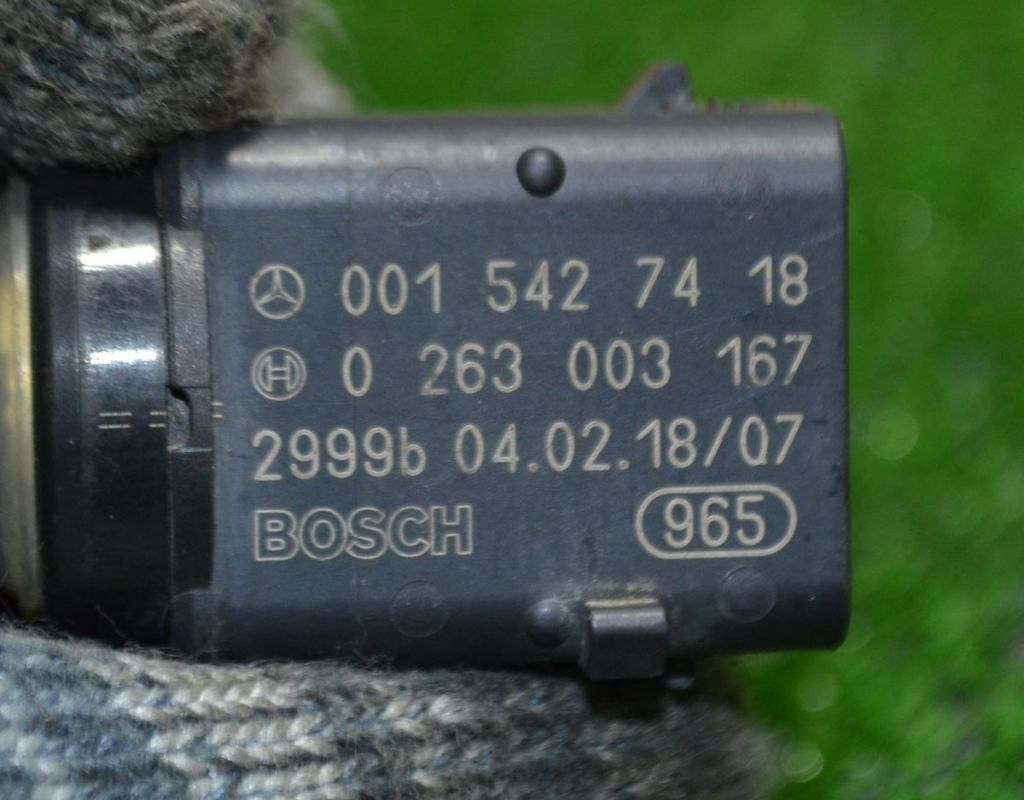 001 542 74 18
0 263 003 167
2999b 04.02.18/07
BOSCH 965